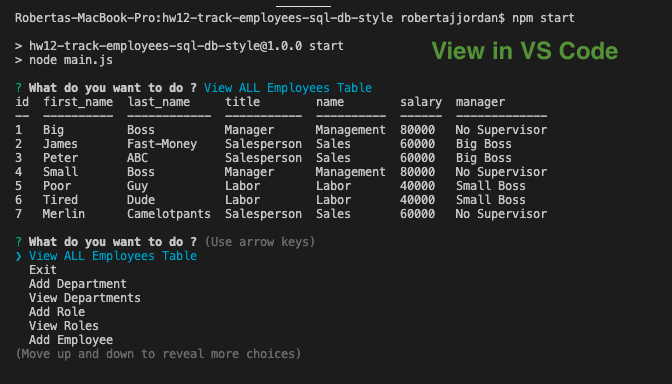 Robertas-MacBook-Pro:hw12-track-employees-sql-db-style robertajjordan$ npm start
> hw12-track-employees-sql-db-style@1.0.0 start
> node main.js
View in VS Code
? What do you want to do ? View ALL Employees Table
id first_name last_name title name salary manager
-- ---------- ------------ ----------- ---------- ------ -------------
1 Big Boss Manager Management 80000 No Supervisor
2 James Fast-Money Salesperson Sales 60000 Big Boss
3 Peter ABC Salesperson Sales 60000 Big Boss
4 Small Boss Manager Management 80000 No Supervisor
5 Poor Guy Labor Labor 40000 Small Boss
6 Tired Dude Labor Labor 40000 Small Boss
7 Merlin Camelotpants Salesperson Sales 60000 No Supervisor
? What do you want to do ? (Use arrow keys)
❯ View ALL Employees Table
Exit
Add Department
View Departments
Add Role
View Roles
Add Employee
(Move up and down to reveal more choices)